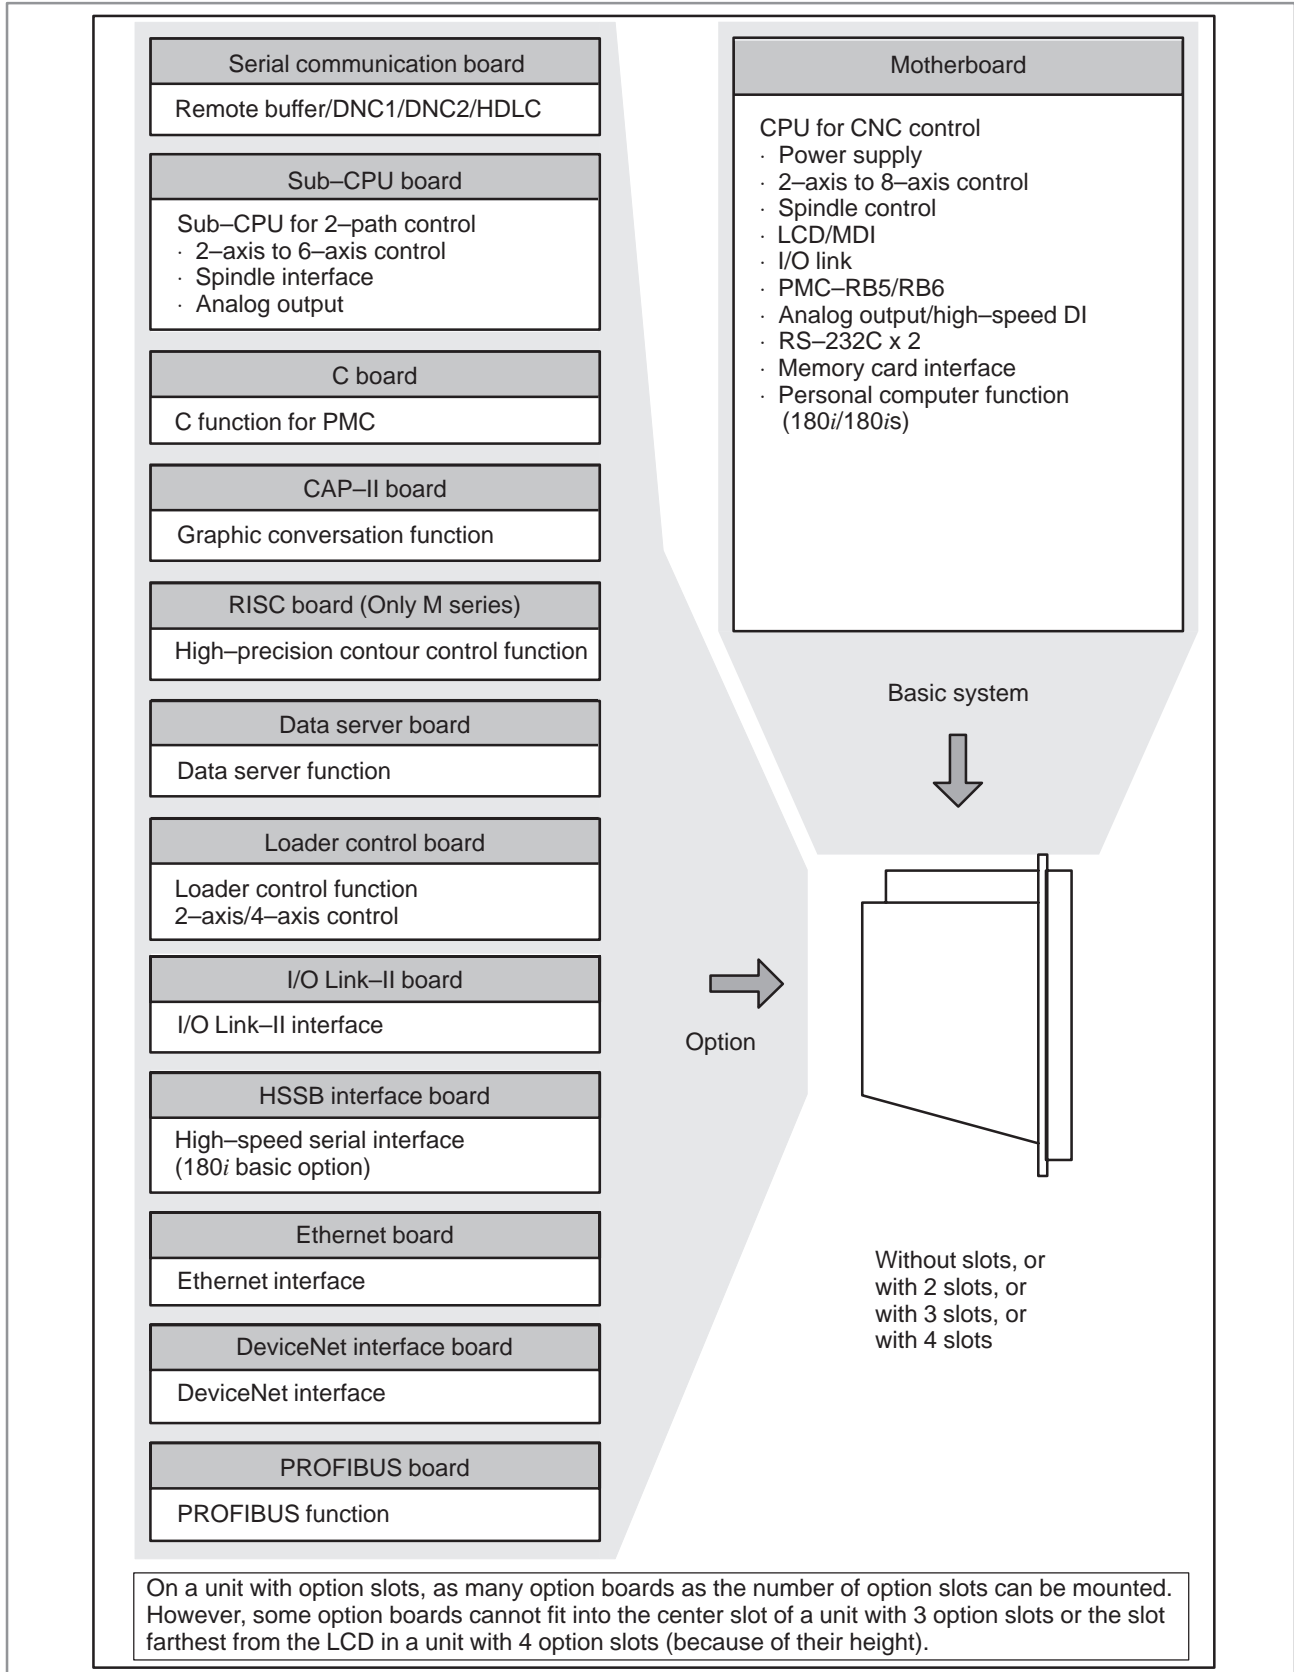 Serial communication board
Remote buffer/DNC1/DNC2/HDLC
Sub–CPU board
Sub–CPU for 2–path control
· 2–axis to 6–axis control
· Spindle interface
· Analog output
C board
C function for PMC
CAP–II board
Graphic conversation function
RISC board (Only M series)
High–precision contour control function
Data server board
Data server function
Loader control board
Loader control function
2–axis/4–axis control
I/O Link–II board
I/O Link–II interface
HSSB interface board
High–speed serial interface
(180i basic option)
Ethernet board
Ethernet interface
DeviceNet interface board
DeviceNet interface
PROFIBUS board
PROFIBUS function
Motherboard
CPU for CNC control
· Power supply
· 2–axis to 8–axis control
· Spindle control
· LCD/MDI
· I/O link
· PMC–RB5/RB6
· Analog output/high–speed DI
· RS–232C x 2
· Memory card interface
· Personal computer function
(180i/180is)
Basic system
Option
Without slots, or
with 2 slots, or
with 3 slots, or
with 4 slots
On a unit with option slots, as many option boards as the number of option slots can be mounted.
However, some option boards cannot fit into the center slot of a unit with 3 option slots or the slot
farthest from the LCD in a unit with 4 option slots (because of their height).